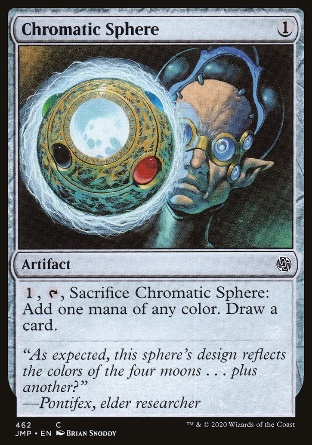 Chromatic Sphere 1
Artifact
1, T, Sacrifice Chromatic Sphere:
Add one mana of any color. Draw a
card.
"As expected, this sphere's design reflects
the colors of the four moons . . . plus
another?"
—Pontifex, elder researcher
462 C
JMP • EN Brian Snoddy
™ & © 2020 Wizards of the Coast